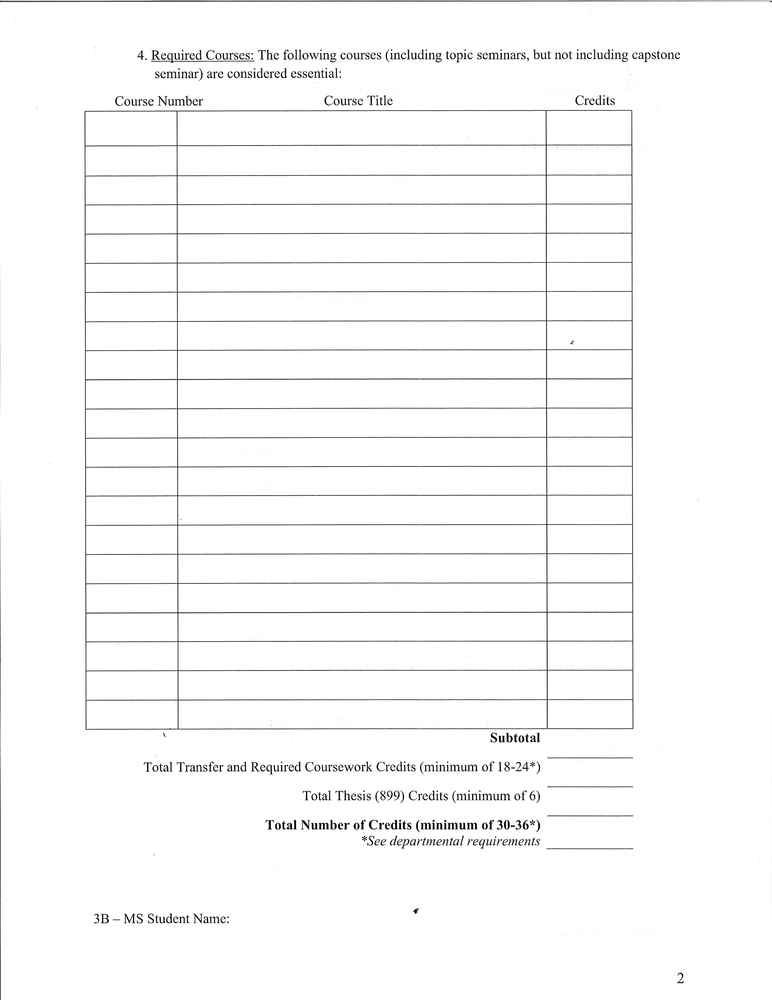 4. Required Courses: The following courses (including topic seminars, but not including capstone
seminar) are considered essential:
Course Number Course Title Credits
Subtotal
Total Transfer and Required Coursework Credits (minimum of 18-24*)
Total Thesis (899) Credits (minimum of 6)
Total Number of Credits (minimum of 30-36*)
*See departmental requirements
3B – MS Student Name:
2